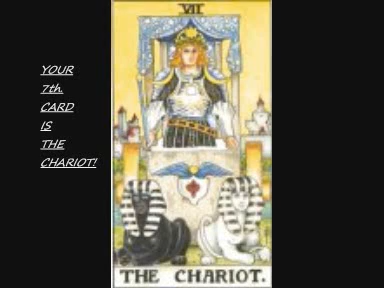 YOUR
7th.
CARD
IS
THE
CHARIOT!
VII
THE CHARIOT.